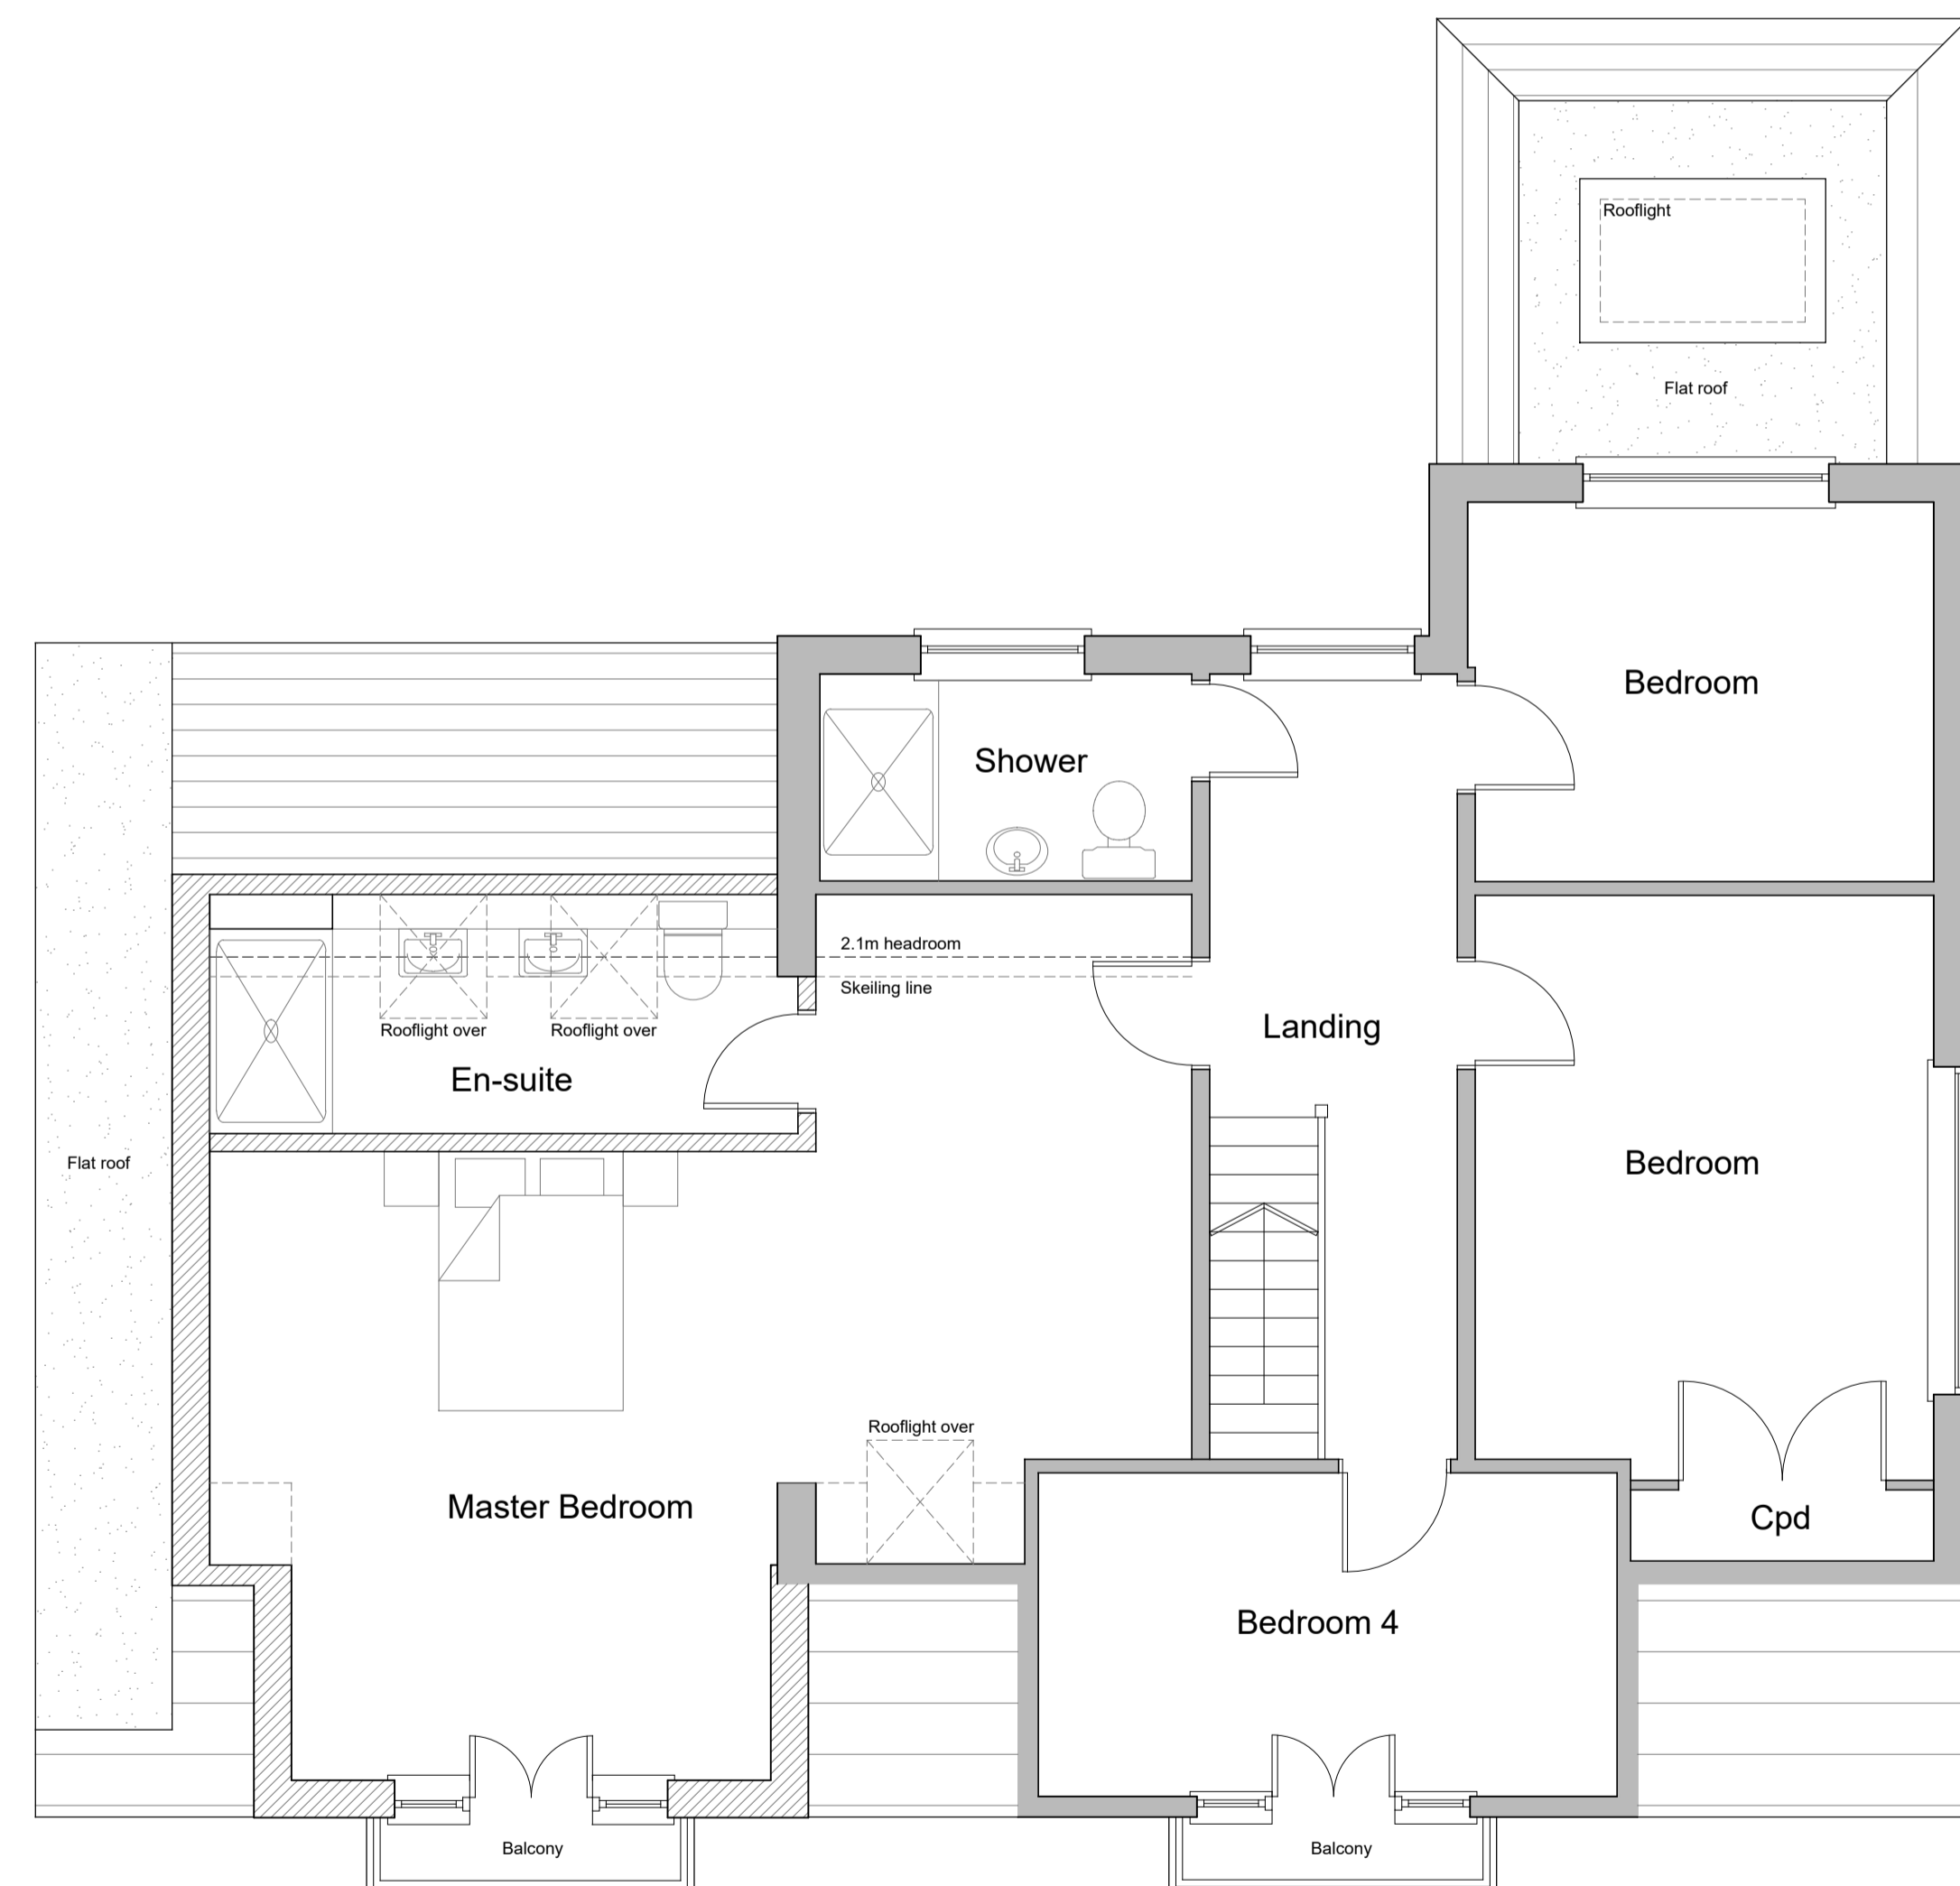 Rooflight
Flat roof
Bedroom
Shower
2.1m headroom
Skeiling line
Rooflight over
Rooflight over
Landing
En-suite
Flat roof
Bedroom
Rooflight over
Master Bedroom
Cpd
Bedroom 4
Balcony
Balcony